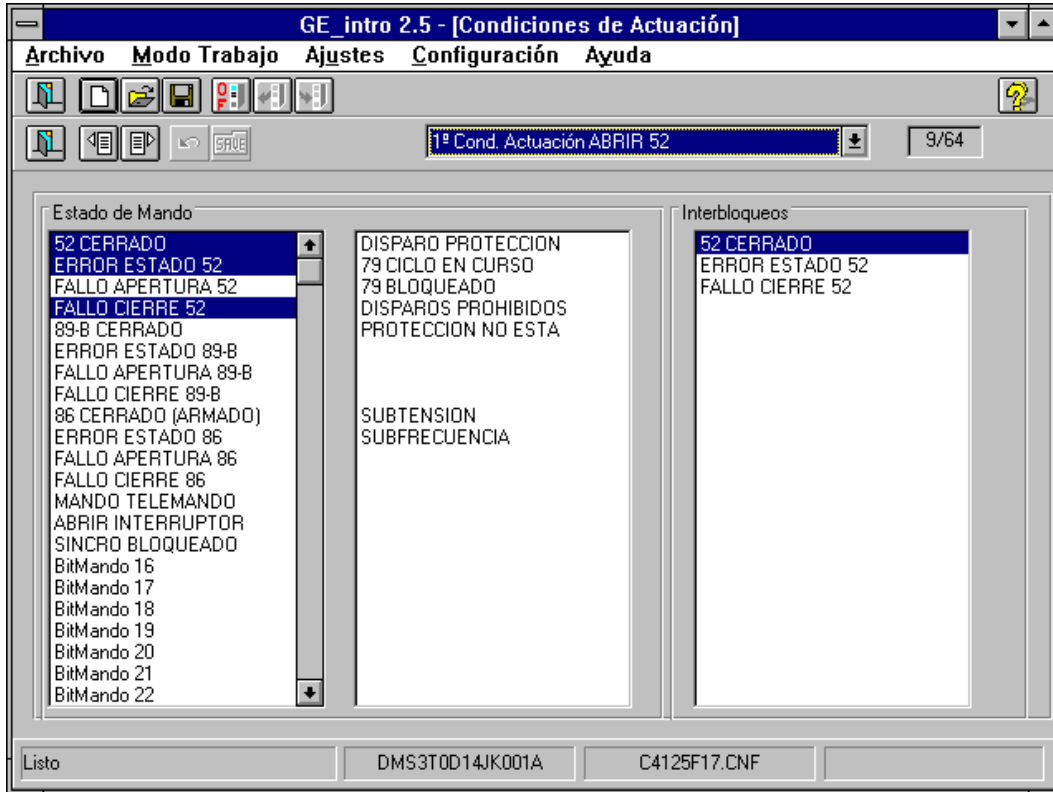 GE_intro 2.5 - [Condiciones de Actuación]
Archivo Modo Trabajo Ajustes Configuración Ayuda
OF
SAVE
1ª Cond. Actuación ABRIR 52
9/64
Estado de Mando
52 CERRADO
ERROR ESTADO 52
FALLO APERTURA 52
FALLO CIERRE 52
89-B CERRADO
ERROR ESTADO 89-B
FALLO APERTURA 89-B
FALLO CIERRE 89-B
86 CERRADO (ARMADO)
ERROR ESTADO 86
FALLO APERTURA 86
FALLO CIERRE 86
MANDO TELEMANDO
ABRIR INTERRUPTOR
SINCRO BLOQUEADO
BitMando 16
BitMando 17
BitMando 18
BitMando 19
BitMando 20
BitMando 21
BitMando 22
DISPARO PROTECCION
79 CICLO EN CURSO
79 BLOQUEADO
DISPAROS PROHIBIDOS
PROTECCION NO ESTA
SUBTENSION
SUBFRECUENCIA
Interbloqueos
52 CERRADO
ERROR ESTADO 52
FALLO CIERRE 52
Listo
DMS3T0D14JK001A
C4125F17.CNF